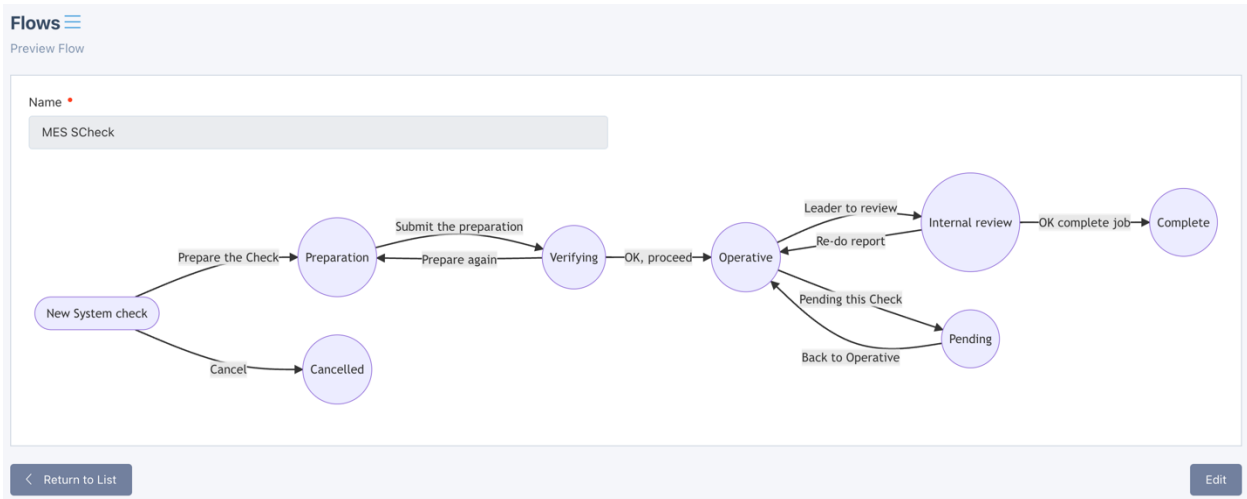 Flows
Preview Flow
Name •
MES SCheck
Leader to review
Internal review
OK complete job
Complete
Submit the preparation
Re-do report
Prepare the Check
Preparation
Prepare again
Verifying
OK, proceed
Operative
Pending this Check
New System check
Pending
Back to Operative
Cancel
Cancelled
Return to List
Edit